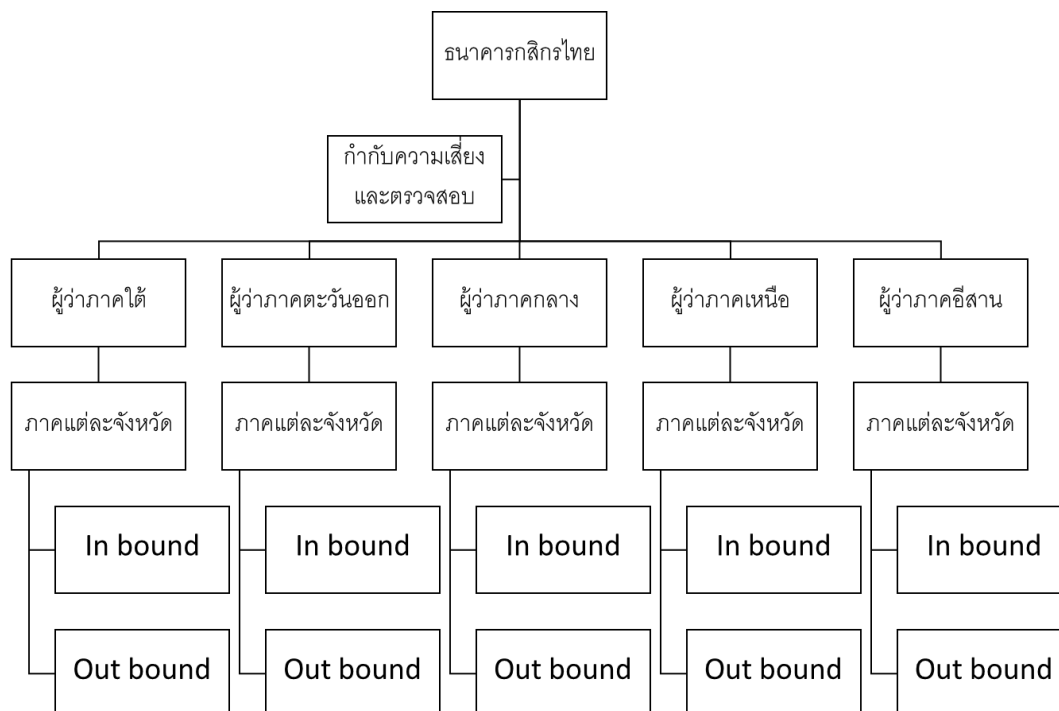 ธนาคารกสิกรไทย
กำกับความเสี่ยง
และตรวจสอบ
ผู้ว่าภาคใต้
ผู้ว่าภาคตะวันออก
ผู้ว่าภาคกลาง
ผู้ว่าภาคเหนือ
ผู้ว่าภาคอีสาน
ภาคแต่ละจังหวัด
ภาคแต่ละจังหวัด
ภาคแต่ละจังหวัด
ภาคแต่ละจังหวัด
ภาคแต่ละจังหวัด
In bound
In bound
In bound
In bound
In bound
Out bound
Out bound
Out bound
Out bound
Out bound